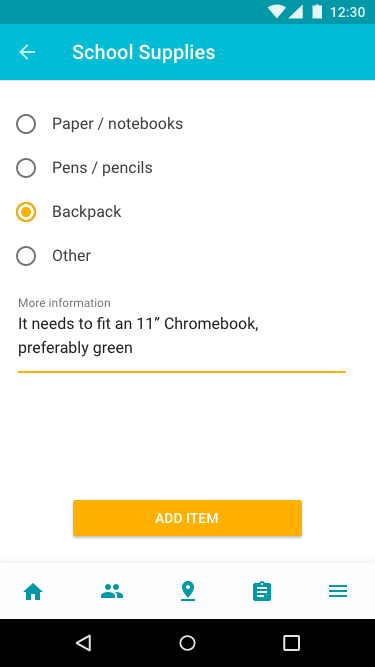 12:30
School Supplies
Paper / notebooks
Pens / pencils
Backpack
Other
More information
It needs to fit an 11” Chromebook,
preferably green
ADD ITEM